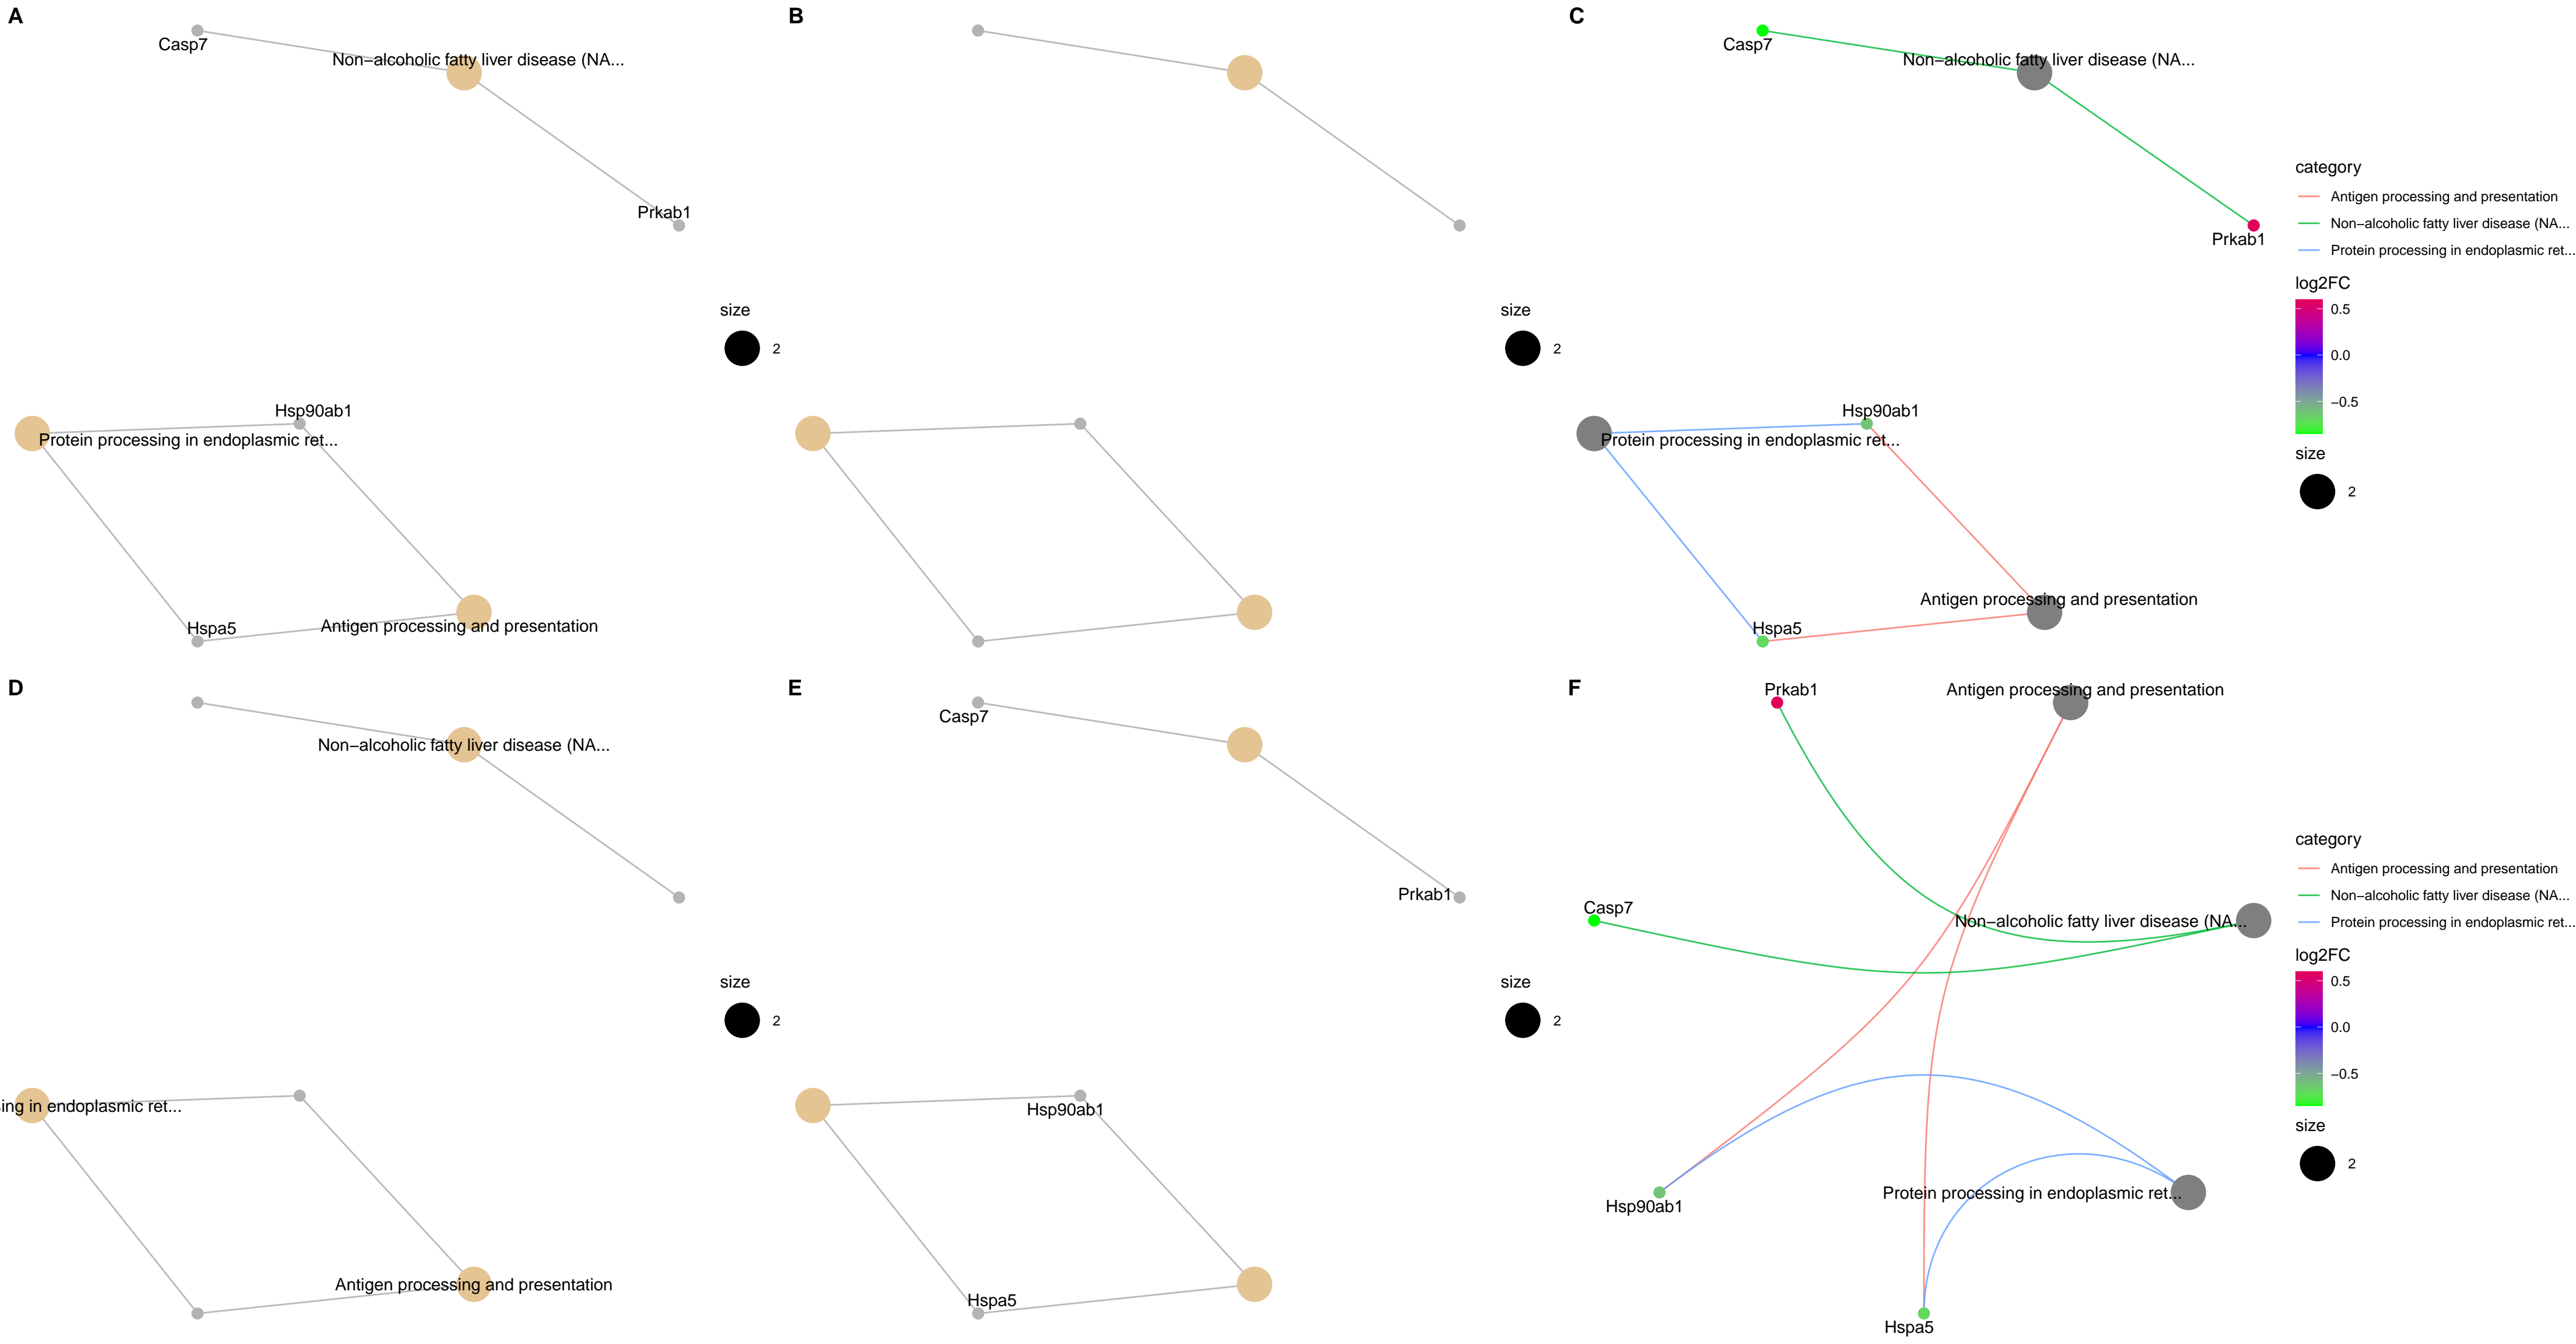 A
Casp7
Non−alcoholic fatty liver disease (NA...
Prkab1
size
2
Hsp90ab1
Protein processing in endoplasmic ret...
Hspa5
Antigen processing and presentation
B
size
2
C
Casp7
Non−alcoholic fatty liver disease (NA...
Prkab1
Hsp90ab1
Protein processing in endoplasmic ret...
Antigen processing and presentation
Hspa5
category
Antigen processing and presentation
Non−alcoholic fatty liver disease (NA...
Protein processing in endoplasmic ret...
log2FC
0.5
0.0
−0.5
size
2
D
Non−alcoholic fatty liver disease (NA...
size
2
ing in endoplasmic ret...
Antigen processing and presentation
E
Casp7
Prkab1
size
2
Hsp90ab1
Hspa5
F
Prkab1
Antigen processing and presentation
Casp7
Non−alcoholic fatty liver disease (NA...
Hsp90ab1
Protein processing in endoplasmic ret...
Hspa5
category
Antigen processing and presentation
Non−alcoholic fatty liver disease (NA...
Protein processing in endoplasmic ret...
log2FC
0.5
0.0
−0.5
size
2